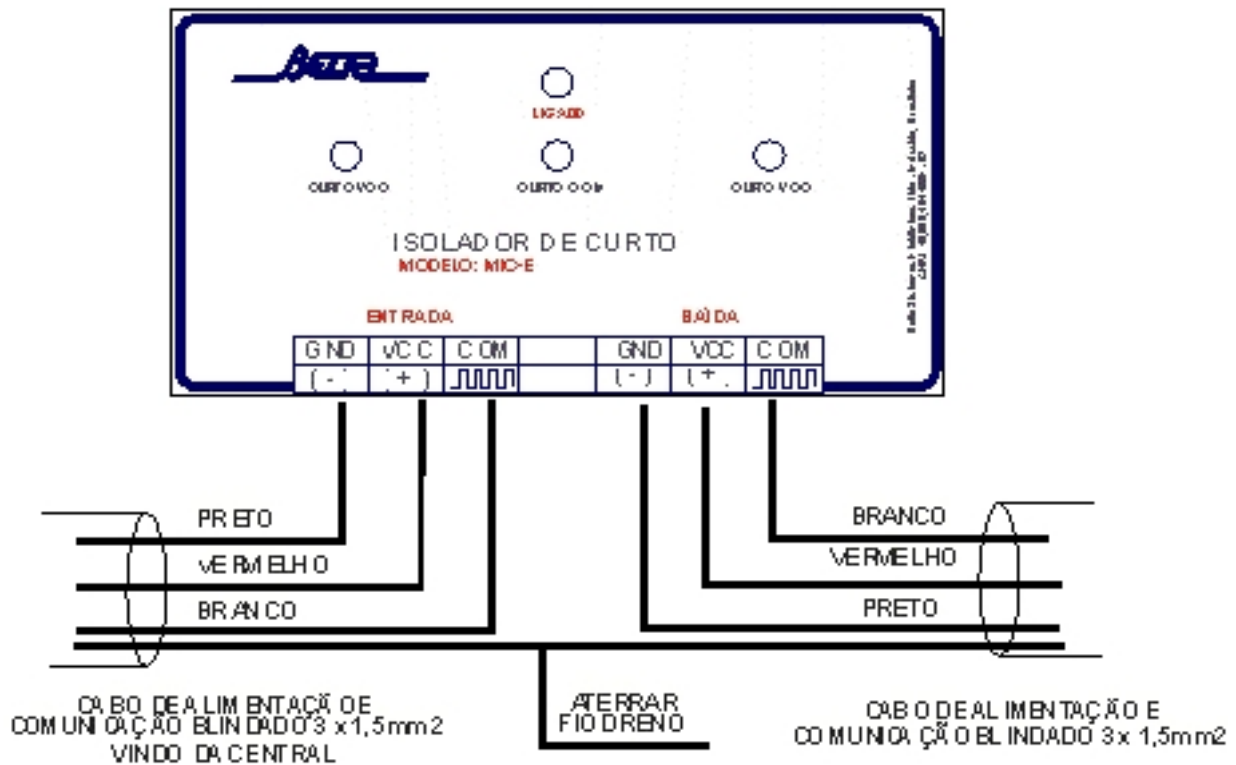 LIGADO
CURTO VCC CURTO COM CURTO VCC
ISOLADOR DE CURTO
MODELO: MIC-E
ENTRADA SAÍDA
GND VCC COM GND VCC COM
(-) (+) (-) (+)
PRETO
VERMELHO
BRANCO
BRANCO
VERMELHO
PRETO
CABO DE ALIMENTAÇÃO E
COMUNICAÇÃO BLINDADO 3 x 1,5mm2
VINDO DA CENTRAL
ATERRAR
FIO DRENO
CABO DE ALIMENTAÇÃO E
COMUNICAÇÃO BLINDADO 3 x 1,5mm2